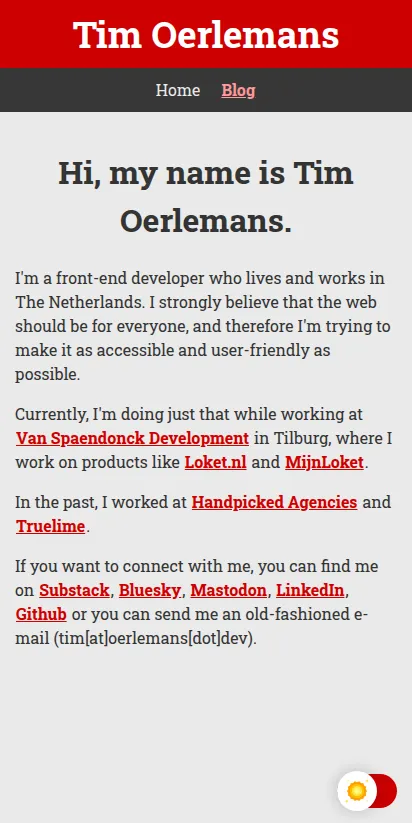 Tim Oerlemans
Home Blog
Hi, my name is Tim
Oerlemans.
I'm a front-end developer who lives and works in
The Netherlands. I strongly believe that the web
should be for everyone, and therefore I'm trying to
make it as accessible and user-friendly as
possible.
Currently, I'm doing just that while working at
Van Spaendonck Development in Tilburg, where I
work on products like Loket.nl and MijnLoket.
In the past, I worked at Handpicked Agencies and
Truelime.
If you want to connect with me, you can find me
on Substack, Bluesky, Mastodon, LinkedIn,
Github or you can send me an old-fashioned e-
mail (tim[at]oerlemans[dot]dev).